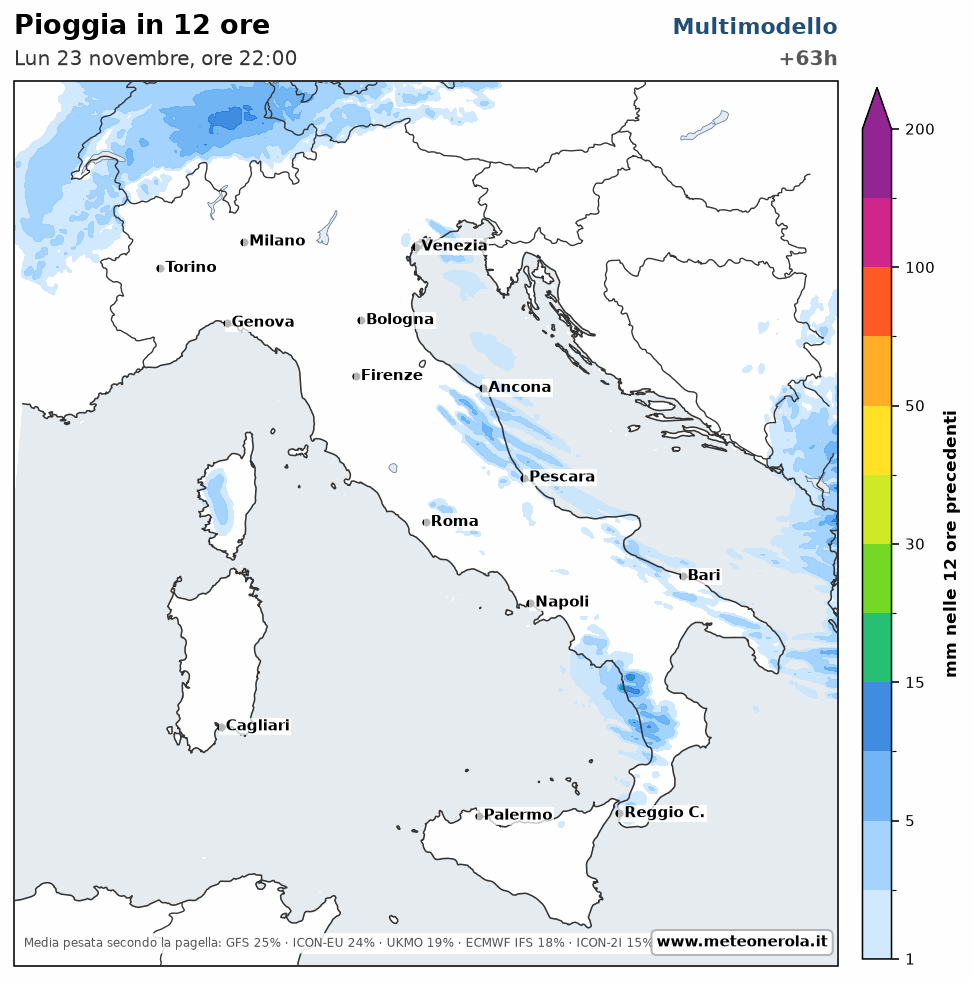 Pioggia in 12 ore
Multimodello
Lun 23 novembre, ore 22:00
+63h
200
100
50
30
15
5
1
mm nelle 12 ore precedenti
Milano
Venezia
Torino
Genova
Bologna
Firenze
Ancona
Pescara
Roma
Bari
Napoli
Cagliari
Palermo
Reggio C.
Media pesata secondo la pagella: GFS 25% · ICON-EU 24% · UKMO 19% · ECMWF IFS 18% · ICON-2I 15%
www.meteonerola.it